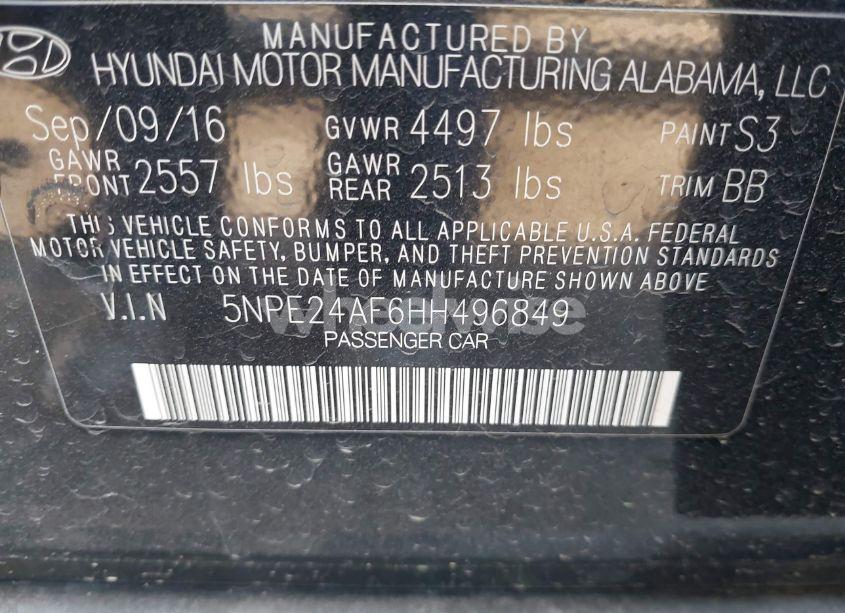 MANUFACTURED BY
HYUNDAI MOTOR MANUFACTURING ALABAMA, LLC
Sep/09/16 GVWR 4497 lbs PAINT S3
GAWR FRONT 2557 lbs GAWR REAR 2513 lbs TRIM BB
THIS VEHICLE CONFORMS TO ALL APPLICABLE U.S.A. FEDERAL
MOTOR VEHICLE SAFETY, BUMPER, AND THEFT PREVENTION STANDARDS
IN EFFECT ON THE DATE OF MANUFACTURE SHOWN ABOVE
V.I.N 5NPE24AF6HH496849
wheelwise
PASSENGER CAR